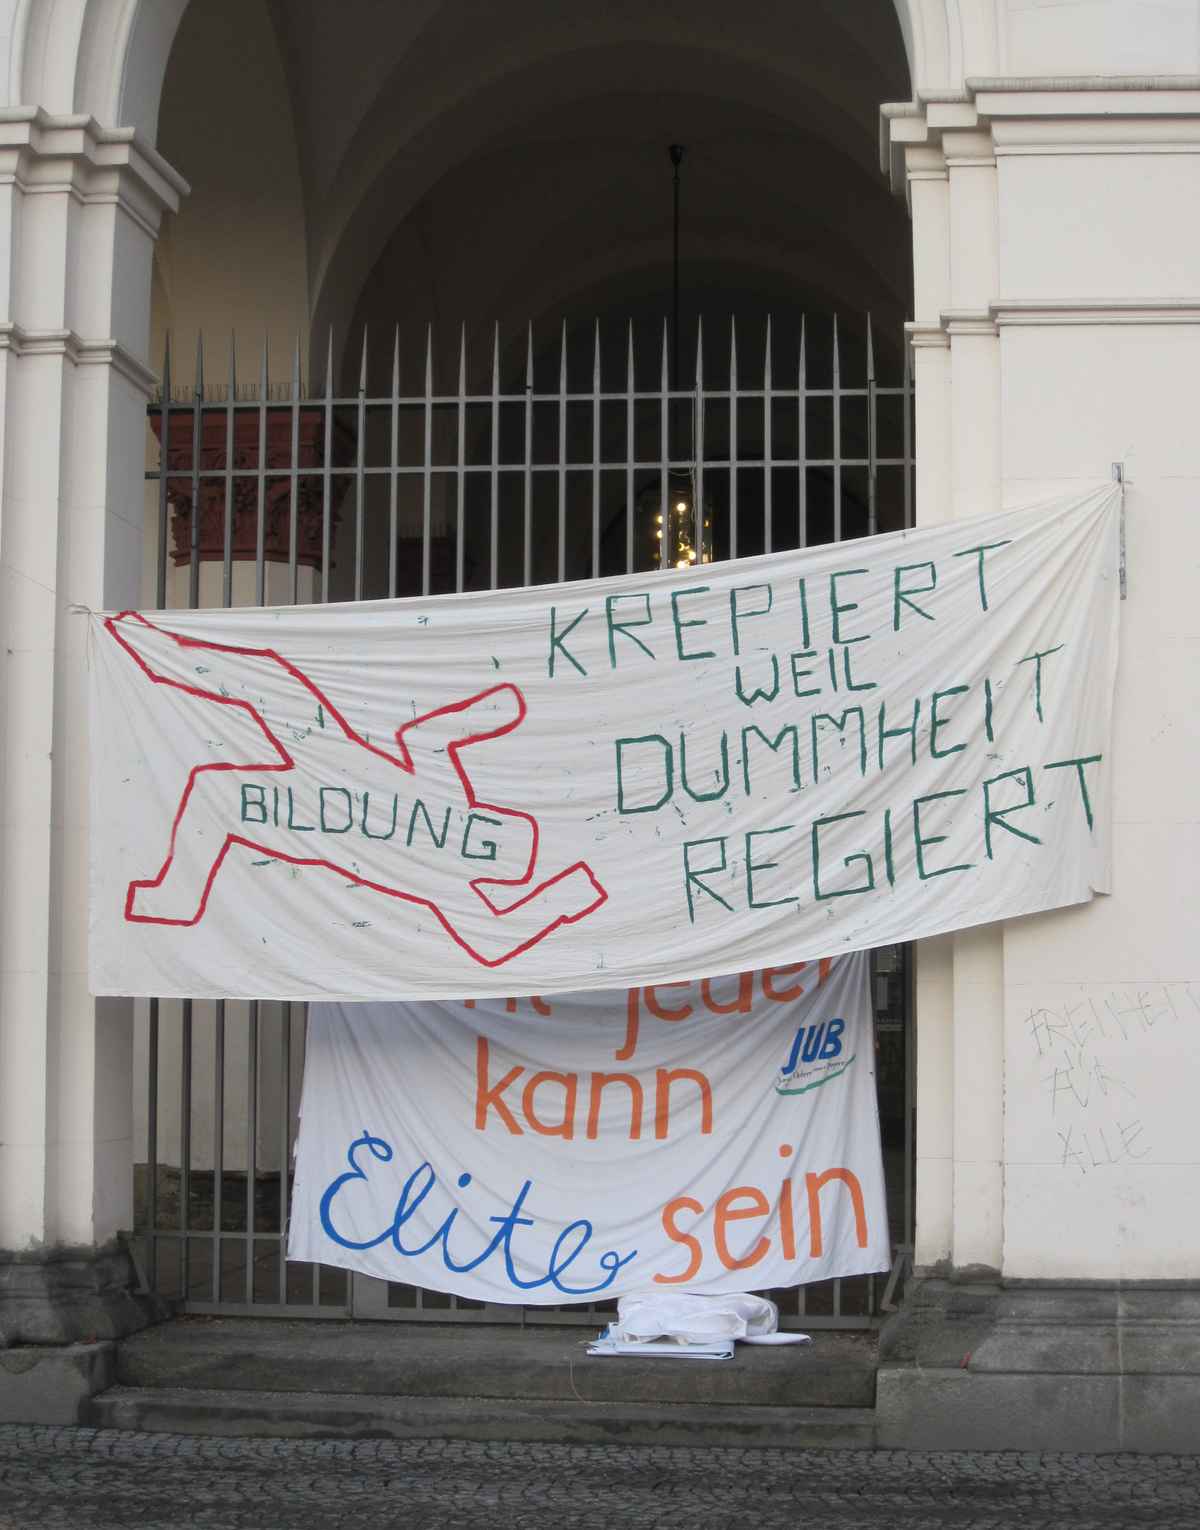 BILDUNG
KREPIERT
WEIL
DUMMHEIT
REGIERT
jeder
kann
Elite sein
JUB
FREIHEIT
FÜR
ALLE